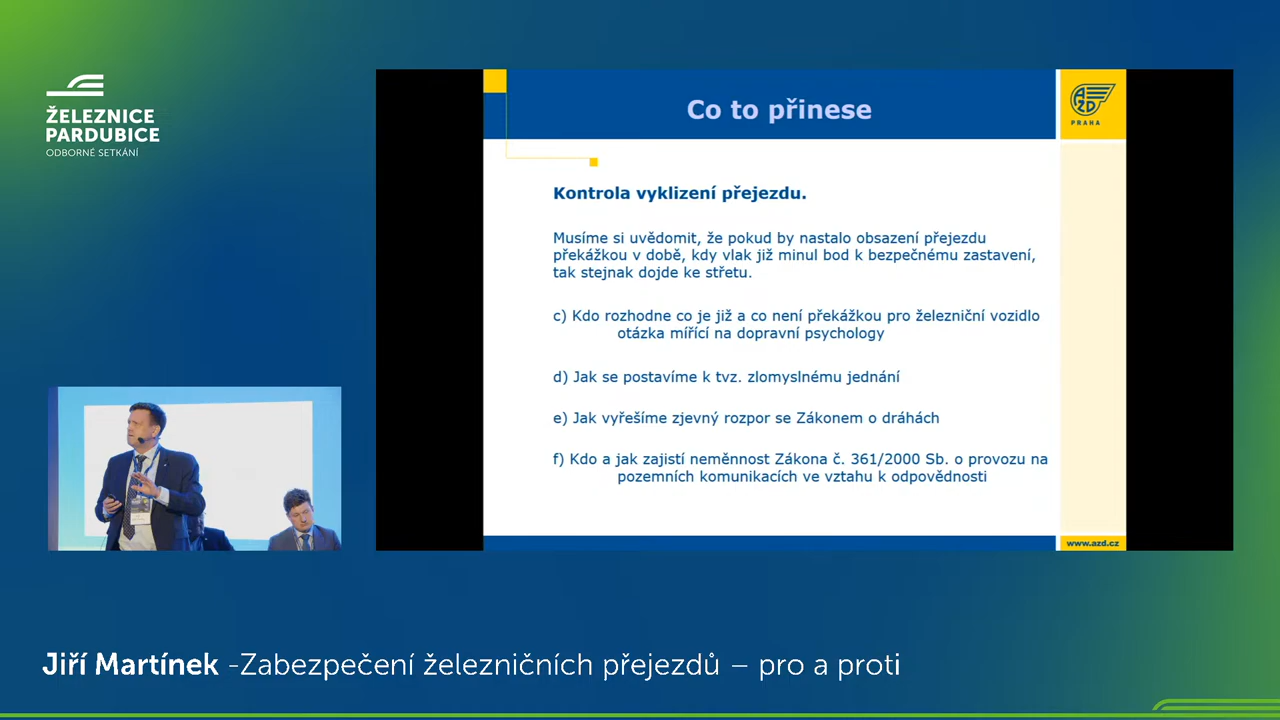 ŽELEZNICE
PARDUBICE
ODBORNÉ SETKÁNÍ
Co to přinese
AŽD
PRAHA
Kontrola vyklizení přejezdu.
Musíme si uvědomit, že pokud by nastalo obsazení přejezdu
překážkou v době, kdy vlak již minul bod k bezpečnému zastavení,
tak stejnak dojde ke střetu.
c) Kdo rozhodne co je již a co není překážkou pro železniční vozidlo
otázka mířící na dopravní psychology
d) Jak se postavíme k tvz. zlomyslnému jednání
e) Jak vyřešíme zjevný rozpor se Zákonem o dráhách
f) Kdo a jak zajistí neměnnost Zákona č. 361/2000 Sb. o provozu na
pozemních komunikacích ve vztahu k odpovědnosti
www.azd.cz
Jiří Martínek -Zabezpečení železničních přejezdů – pro a proti